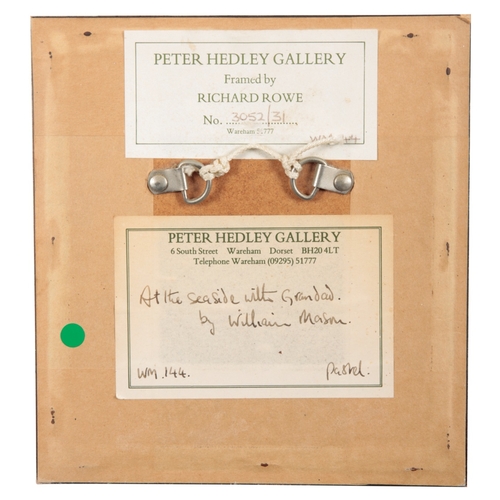 PETER HEDLEY GALLERY
Framed by
RICHARD ROWE
No. 3052/31
Wareham 51777
PETER HEDLEY GALLERY
6 South Street Wareham Dorset BH20 4LT
Telephone Wareham (09295) 51777
At the seaside with Grandad.
by William Mason.
WM.144. pastel.